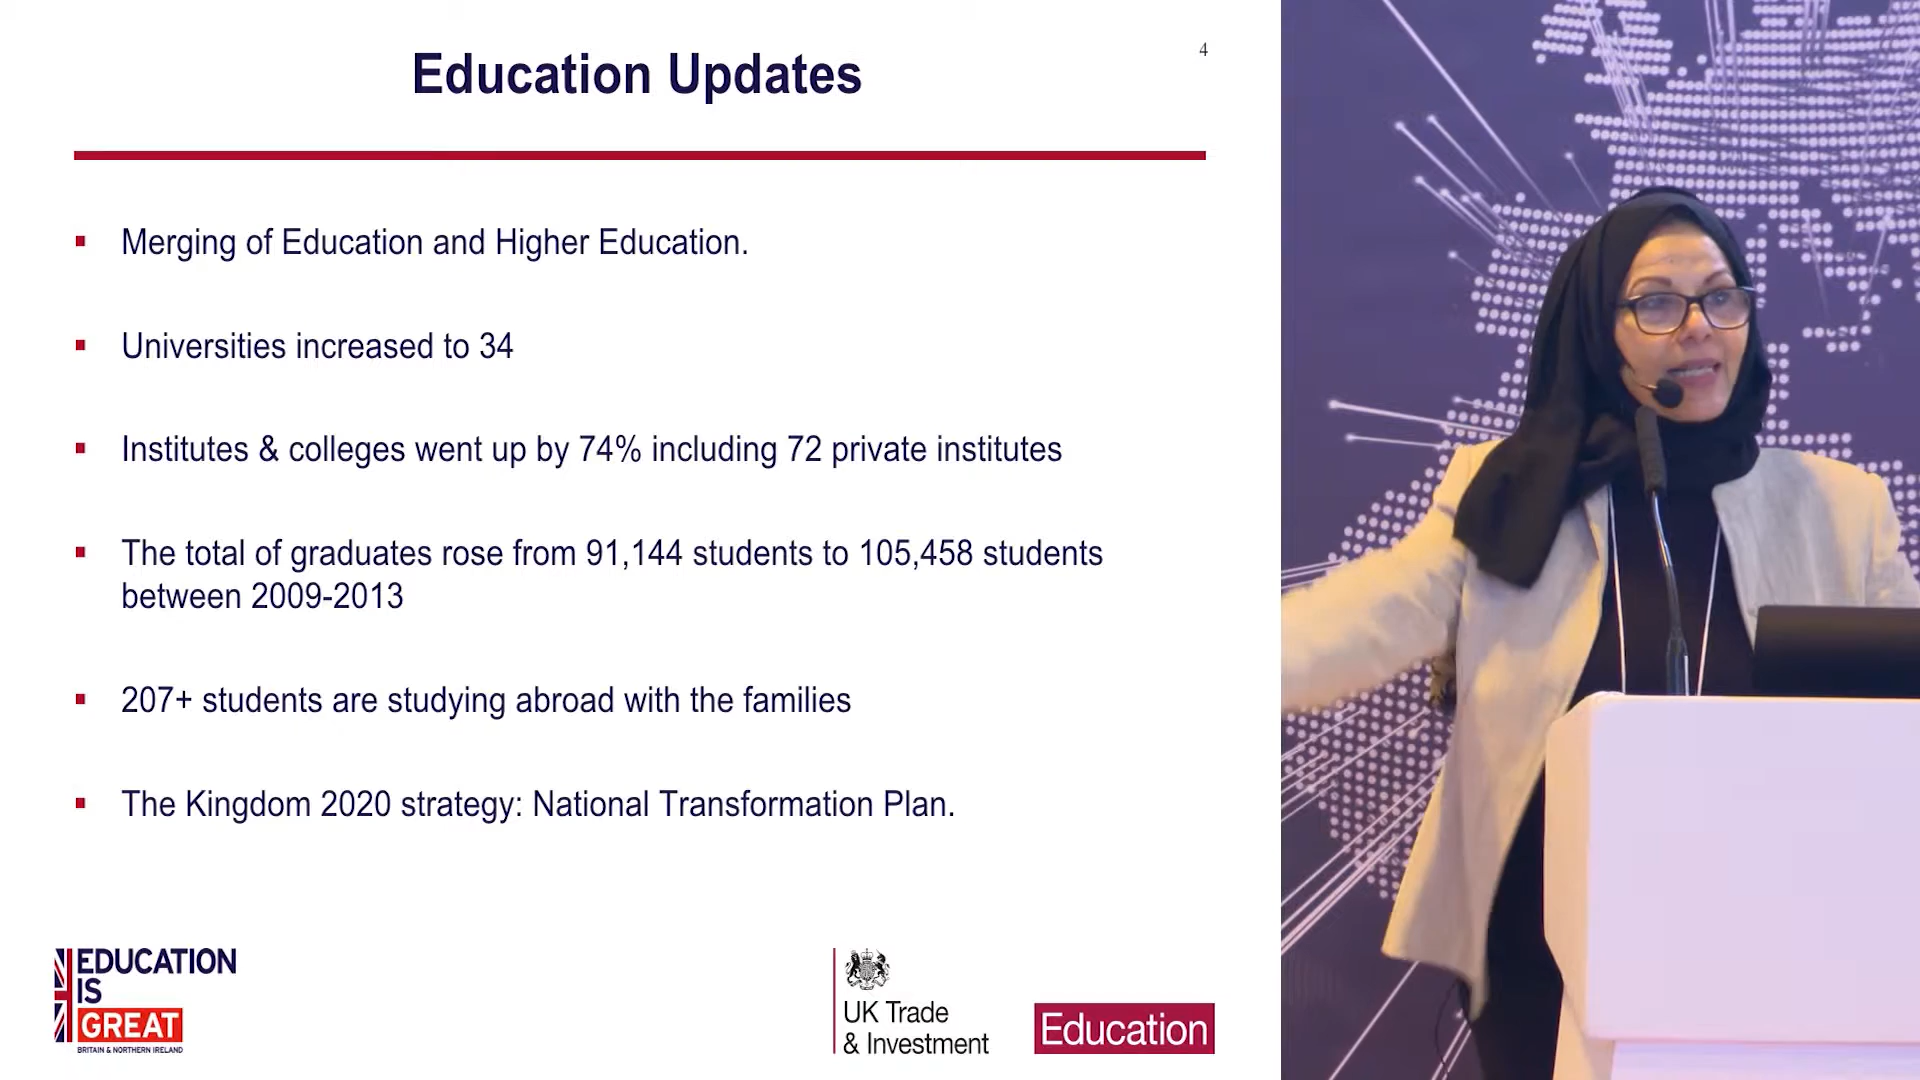 Education Updates
4
▪ Merging of Education and Higher Education.
▪ Universities increased to 34
▪ Institutes & colleges went up by 74% including 72 private institutes
▪ The total of graduates rose from 91,144 students to 105,458 students
between 2009-2013
▪ 207+ students are studying abroad with the families
▪ The Kingdom 2020 strategy: National Transformation Plan.
EDUCATION
IS
GREAT
BRITAIN & NORTHERN IRELAND
UK Trade
& Investment
Education